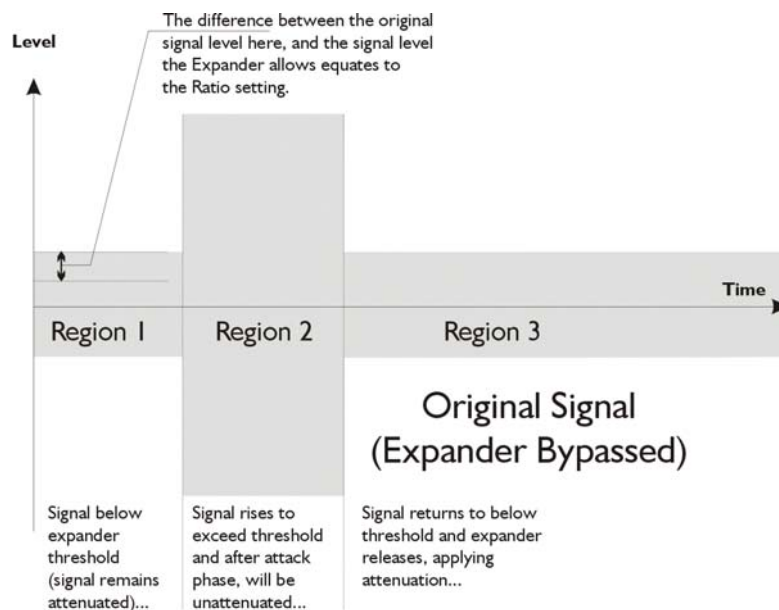 The difference between the original
signal level here, and the signal level
the Expander allows equates to
the Ratio setting.
Level
Time
Region 1
Region 2
Region 3
Original Signal
(Expander Bypassed)
Signal below
expander
threshold
(signal remains
attenuated)...
Signal rises to
exceed threshold
and after attack
phase, will be
unattenuated...
Signal returns to below
threshold and expander
releases, applying
attenuation...